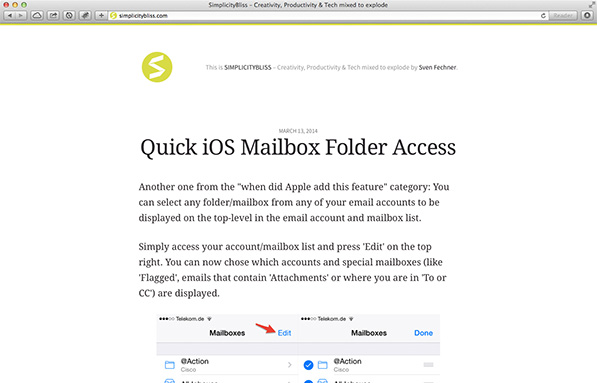 SimplicityBliss – Creativity, Productivity & Tech mixed to explode
simplicitybliss.com
Reader
This is SIMPLICITYBLISS – Creativity, Productivity & Tech mixed to explode by Sven Fechner.
MARCH 13, 2014
Quick iOS Mailbox Folder Access
Another one from the "when did Apple add this feature" category: You
can select any folder/mailbox from any of your email accounts to be
displayed on the top-level in the email account and mailbox list.
Simply access your account/mailbox list and press 'Edit' on the top
right. You can now chose which accounts and special mailboxes (like
'Flagged', emails that contain 'Attachments' or where you are in 'To or
CC') are displayed.
Telekom.de
Telekom.de
Mailboxes Edit
Mailboxes Done
@Action
Cisco
@Action
Cisco